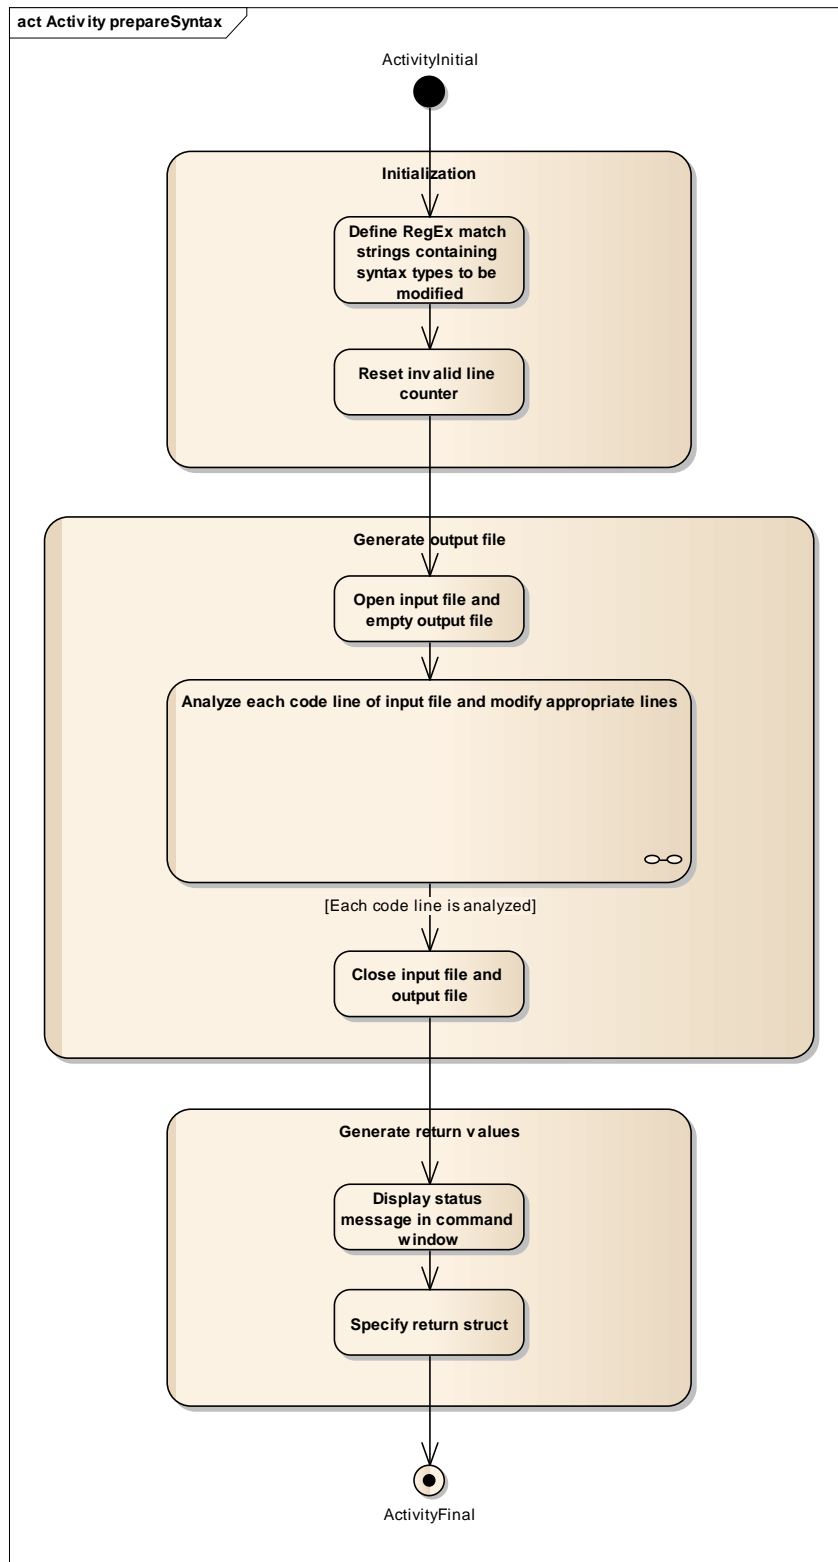 act Activity prepareSyntax
ActivityInitial
Initialization
Define RegEx match
strings containing
syntax types to be
modified
Reset invalid line
counter
Generate output file
Open input file and
empty output file
Analyze each code line of input file and modify appropriate lines
[Each code line is analyzed]
Close input file and
output file
Generate return values
Display status
message in command
window
Specify return struct
ActivityFinal